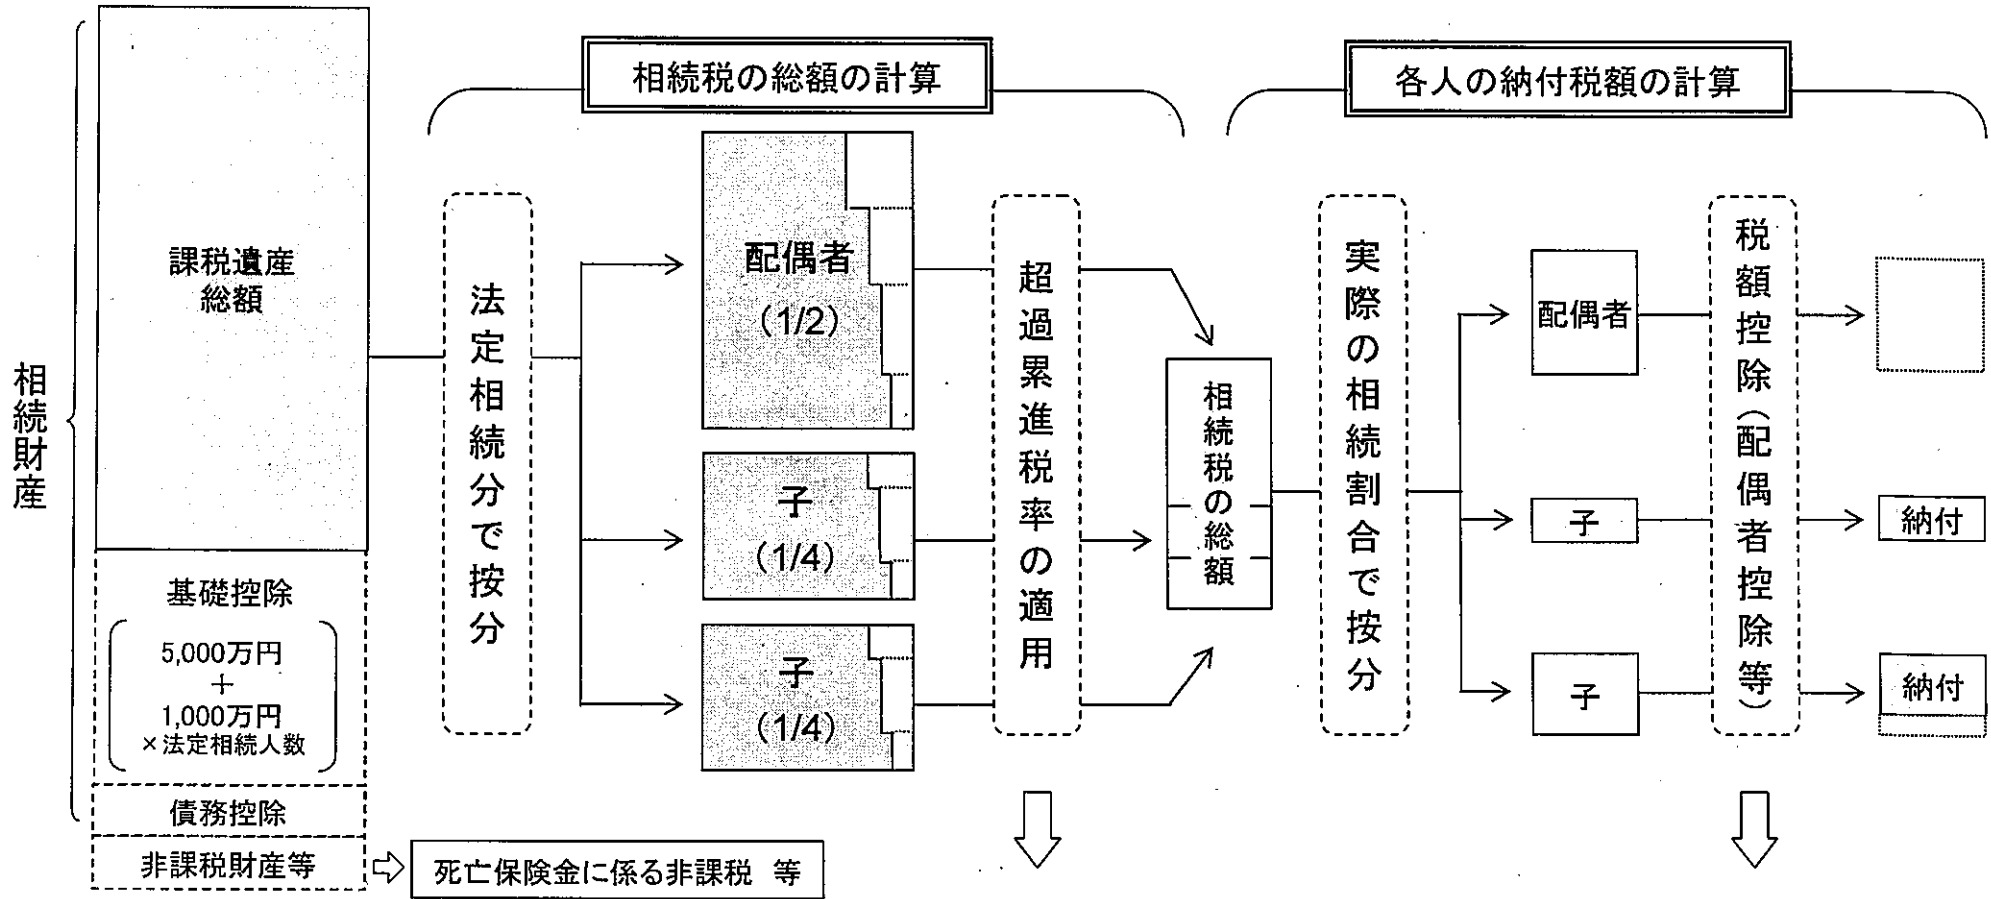 相続財産
課税遺産
総額
基礎控除
5,000万円
+
1,000万円
×法定相続人数
債務控除
非課税財産等
死亡保険金に係る非課税 等
相続税の総額の計算
法定相続分で按分
配偶者
(1/2)
子
(1/4)
子
(1/4)
超過累進税率の適用
相続税の総額
各人の納付税額の計算
実際の相続割合で按分
配偶者
子
子
税額控除(配偶者控除等)
納付
納付